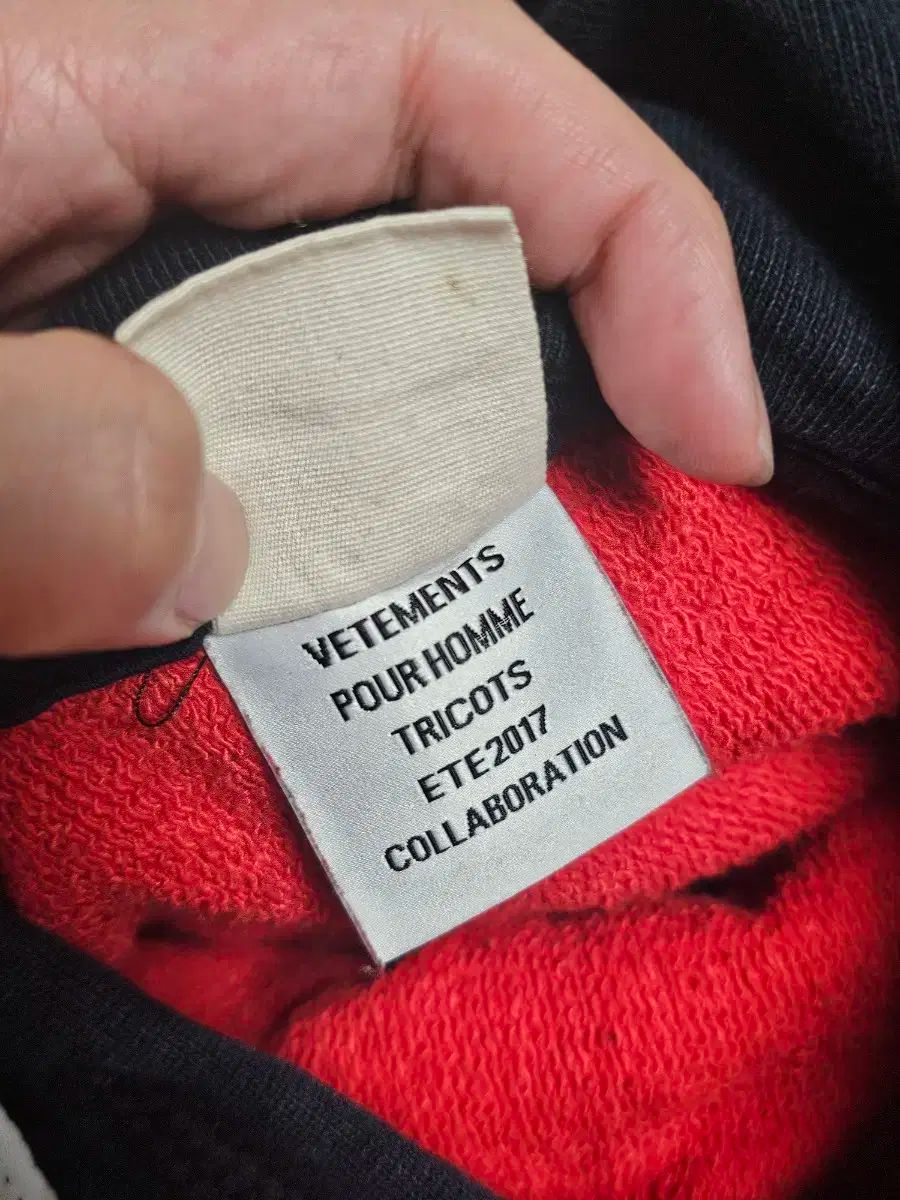 VETEMENTS
POUR HOMME
TRICOTS
ETE2017
COLLABORATION